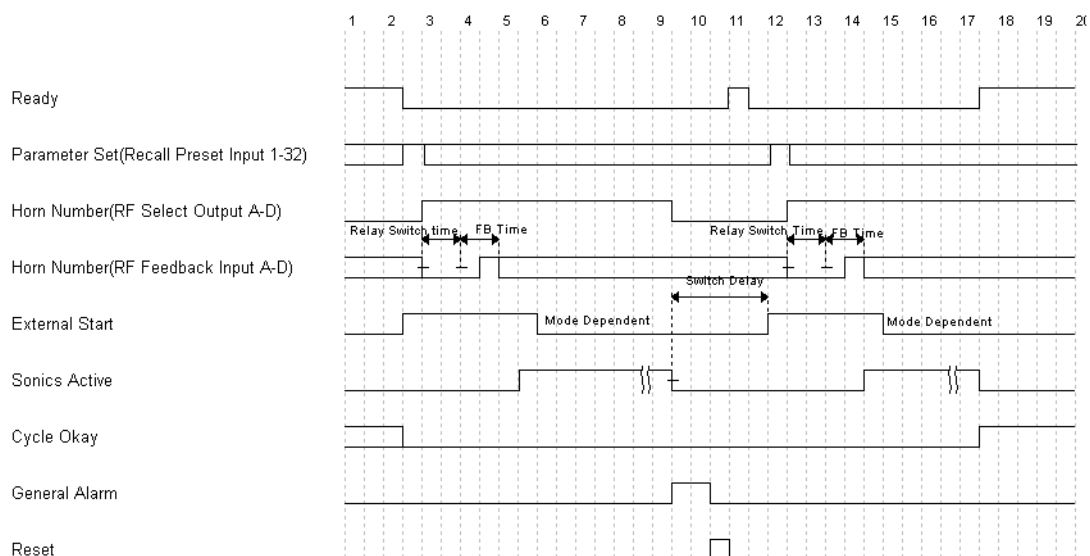 1 2 3 4 5 6 7 8 9 10 11 12 13 14 15 16 17 18 19 20
Ready
Parameter Set(Recall Preset Input 1-32)
Horn Number(RF Select Output A-D)
Relay Switch time FB Time Relay Switch Time FB Time
Horn Number(RF Feedback Input A-D)
Switch Delay
External Start Mode Dependent Mode Dependent
Sonics Active
Cycle Okay
General Alarm
Reset